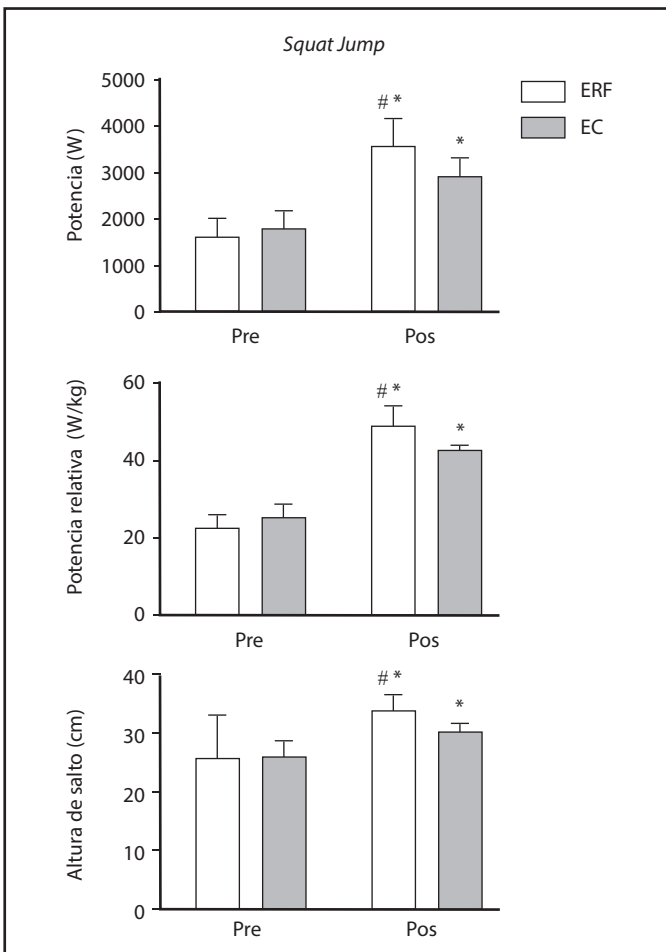 Squat Jump
ERF
EC
Potencia (W)
5000
4000
3000
2000
1000
0
# *
*
Pre
Pos
Potencia relativa (W/kg)
60
40
20
0
# *
*
Pre
Pos
Altura de salto (cm)
40
30
20
10
0
# *
*
Pre
Pos